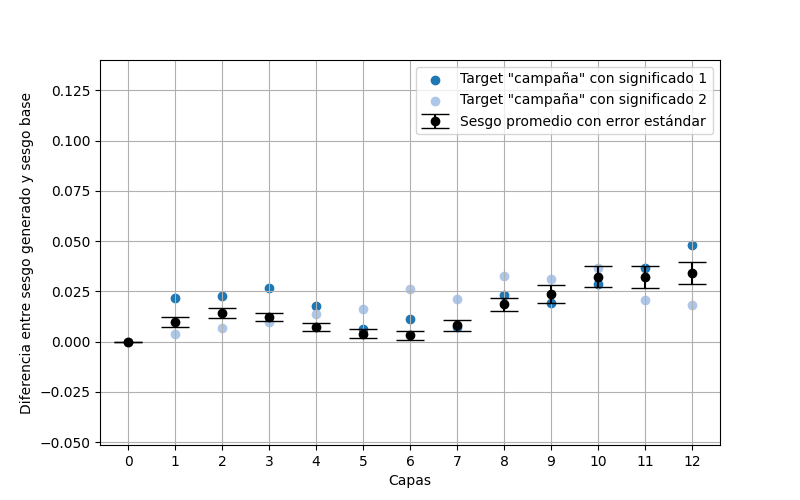 Target "campaña" con significado 1
Target "campaña" con significado 2
Sesgo promedio con error estándar
Diferencia entre sesgo generado y sesgo base
0.125
0.100
0.075
0.050
0.025
0.000
−0.025
−0.050
0 1 2 3 4 5 6 7 8 9 10 11 12
Capas